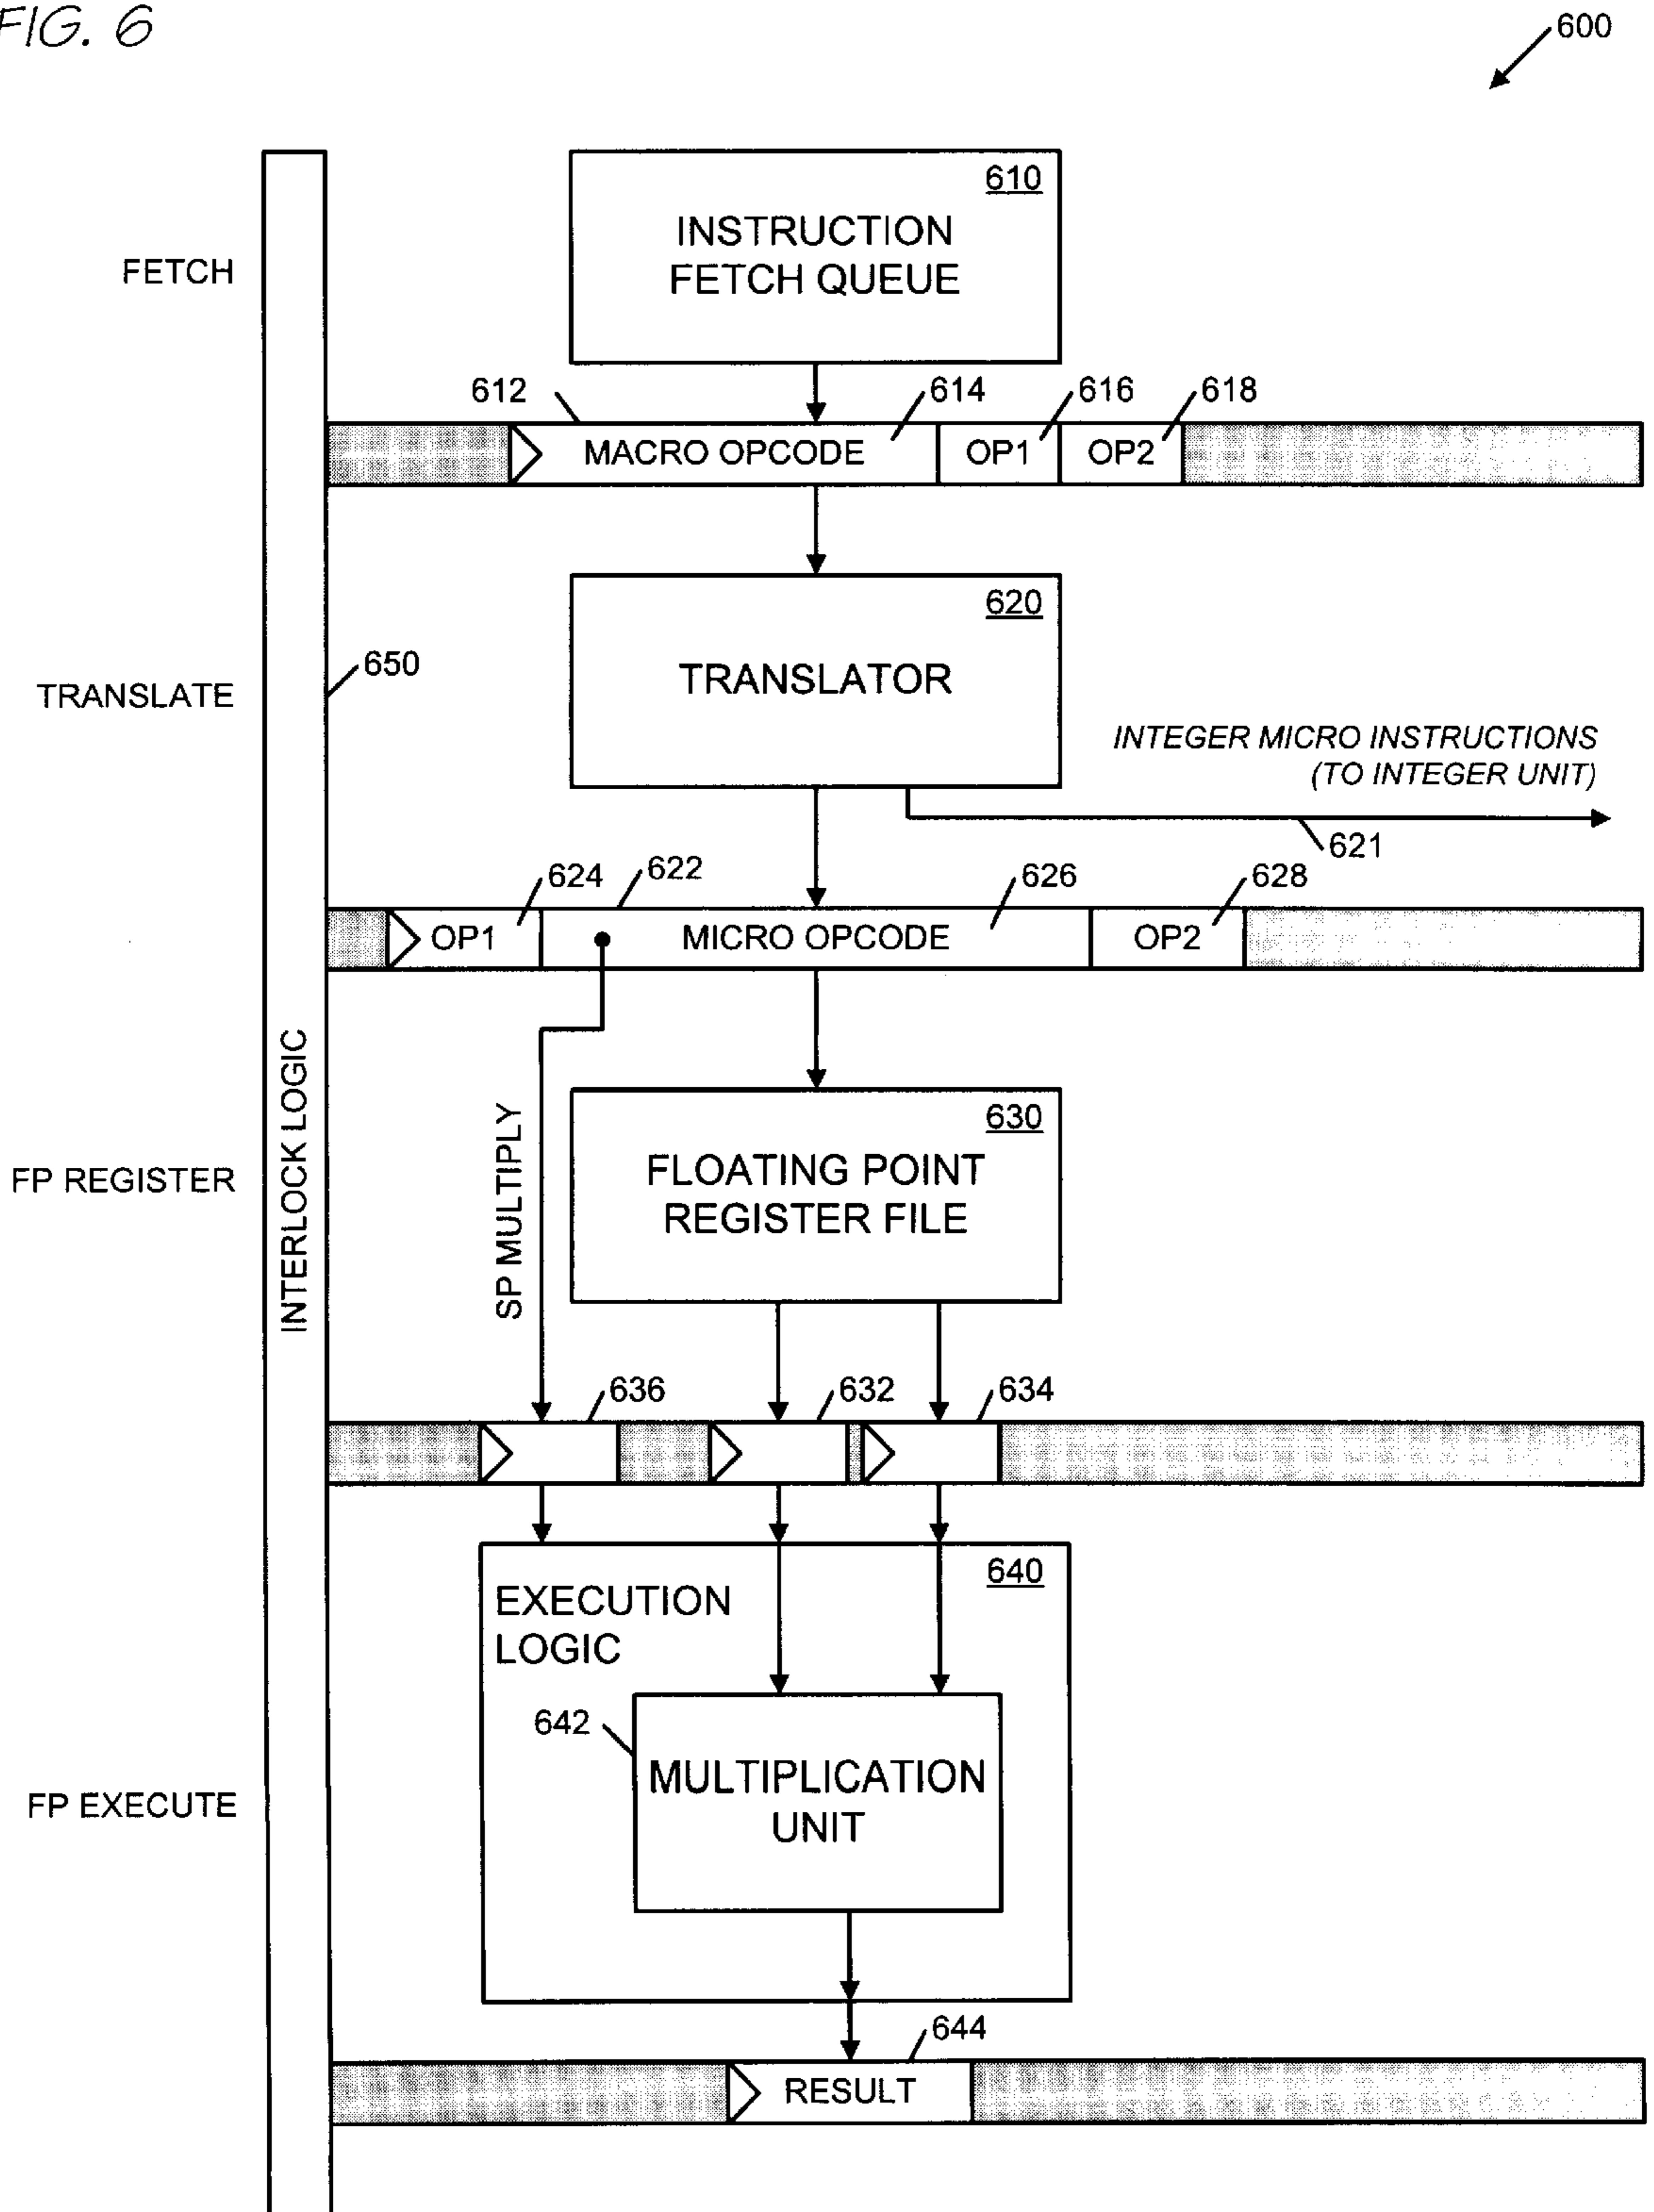 FIG. 6
600
610
INSTRUCTION
FETCH QUEUE
FETCH
612
614
616
618
MACRO OPCODE
OP1
OP2
620
TRANSLATOR
650
TRANSLATE
INTEGER MICRO INSTRUCTIONS
(TO INTEGER UNIT)
621
624
622
626
628
OP1
MICRO OPCODE
OP2
INTERLOCK LOGIC
SP MULTIPLY
630
FLOATING POINT
REGISTER FILE
FP REGISTER
636
632
634
640
EXECUTION
LOGIC
642
MULTIPLICATION
UNIT
FP EXECUTE
644
RESULT